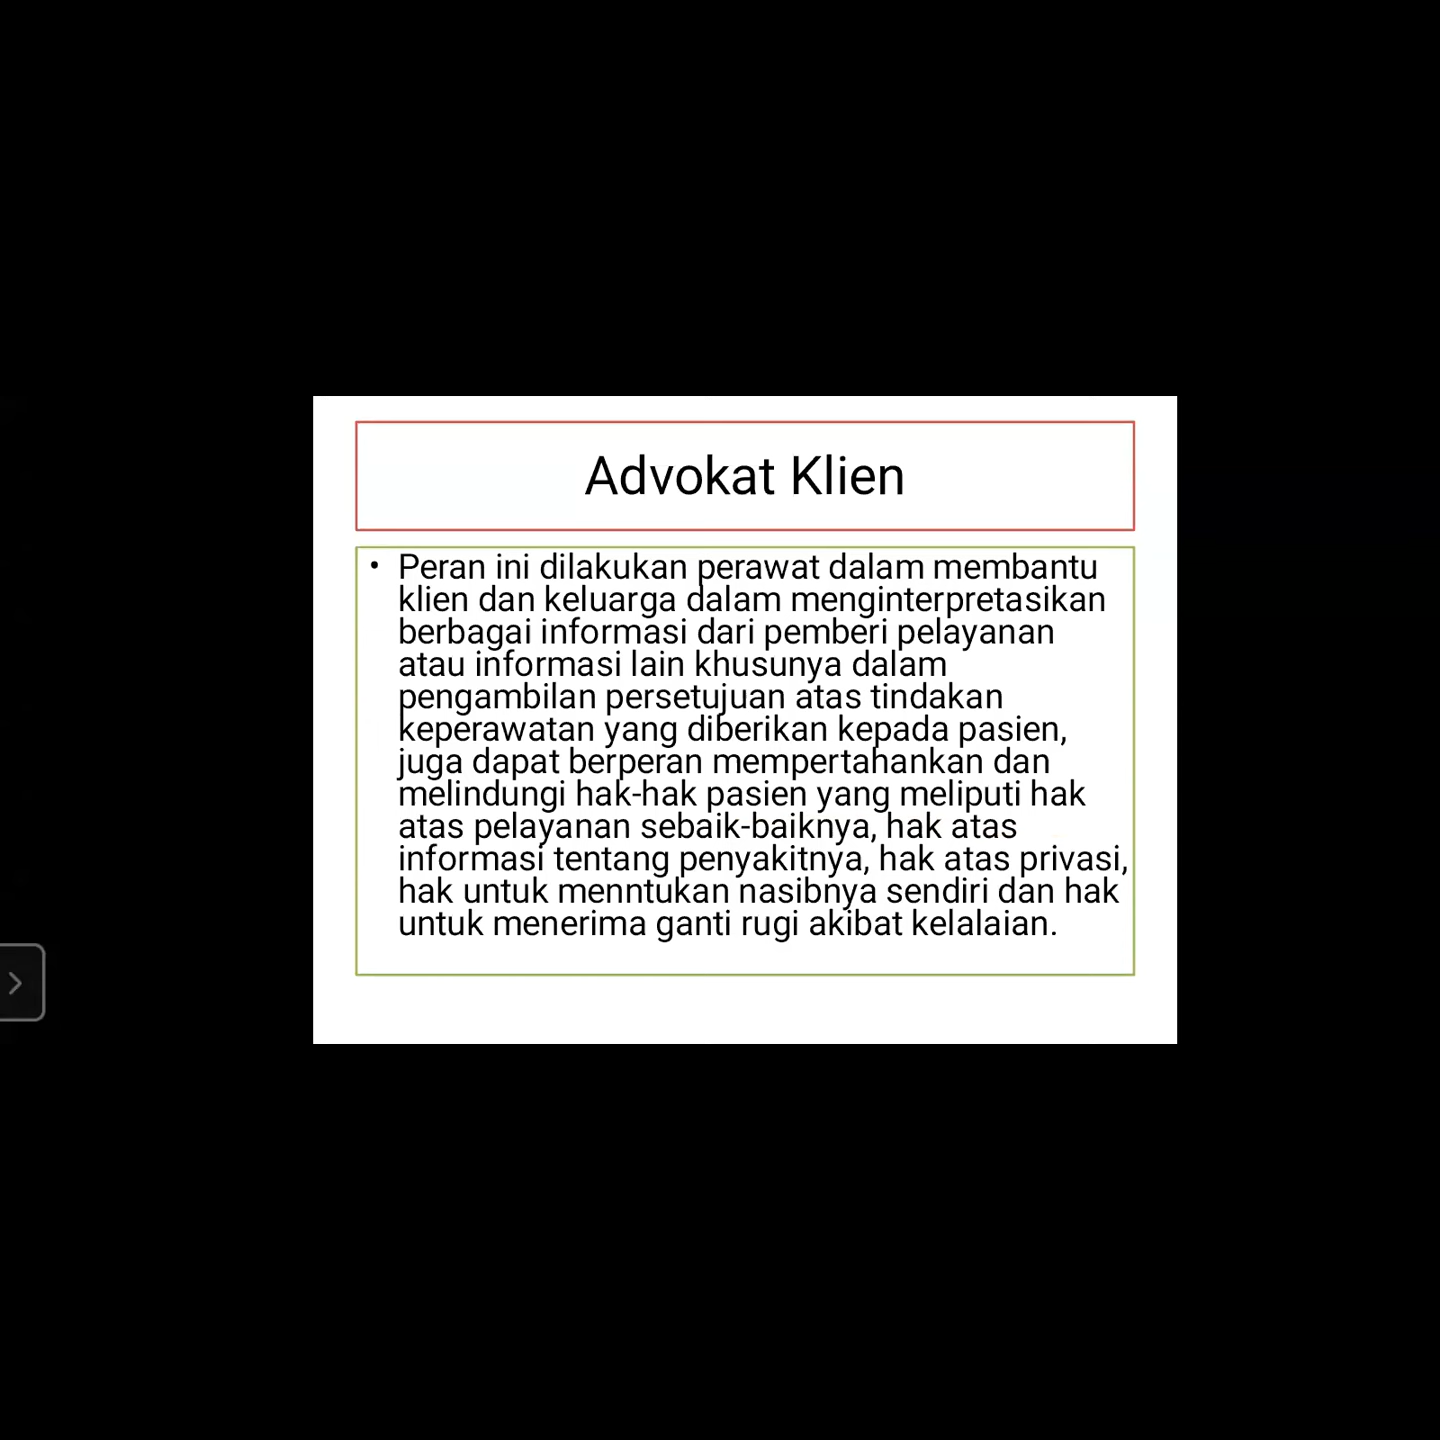 Advokat Klien
• Peran ini dilakukan perawat dalam membantu
klien dan keluarga dalam menginterpretasikan
berbagai informasi dari pemberi pelayanan
atau informasi lain khusunya dalam
pengambilan persetujuan atas tindakan
keperawatan yang diberikan kepada pasien,
juga dapat berperan mempertahankan dan
melindungi hak-hak pasien yang meliputi hak
atas pelayanan sebaik-baiknya, hak atas
informasi tentang penyakitnya, hak atas privasi,
hak untuk menntukan nasibnya sendiri dan hak
untuk menerima ganti rugi akibat kelalaian.